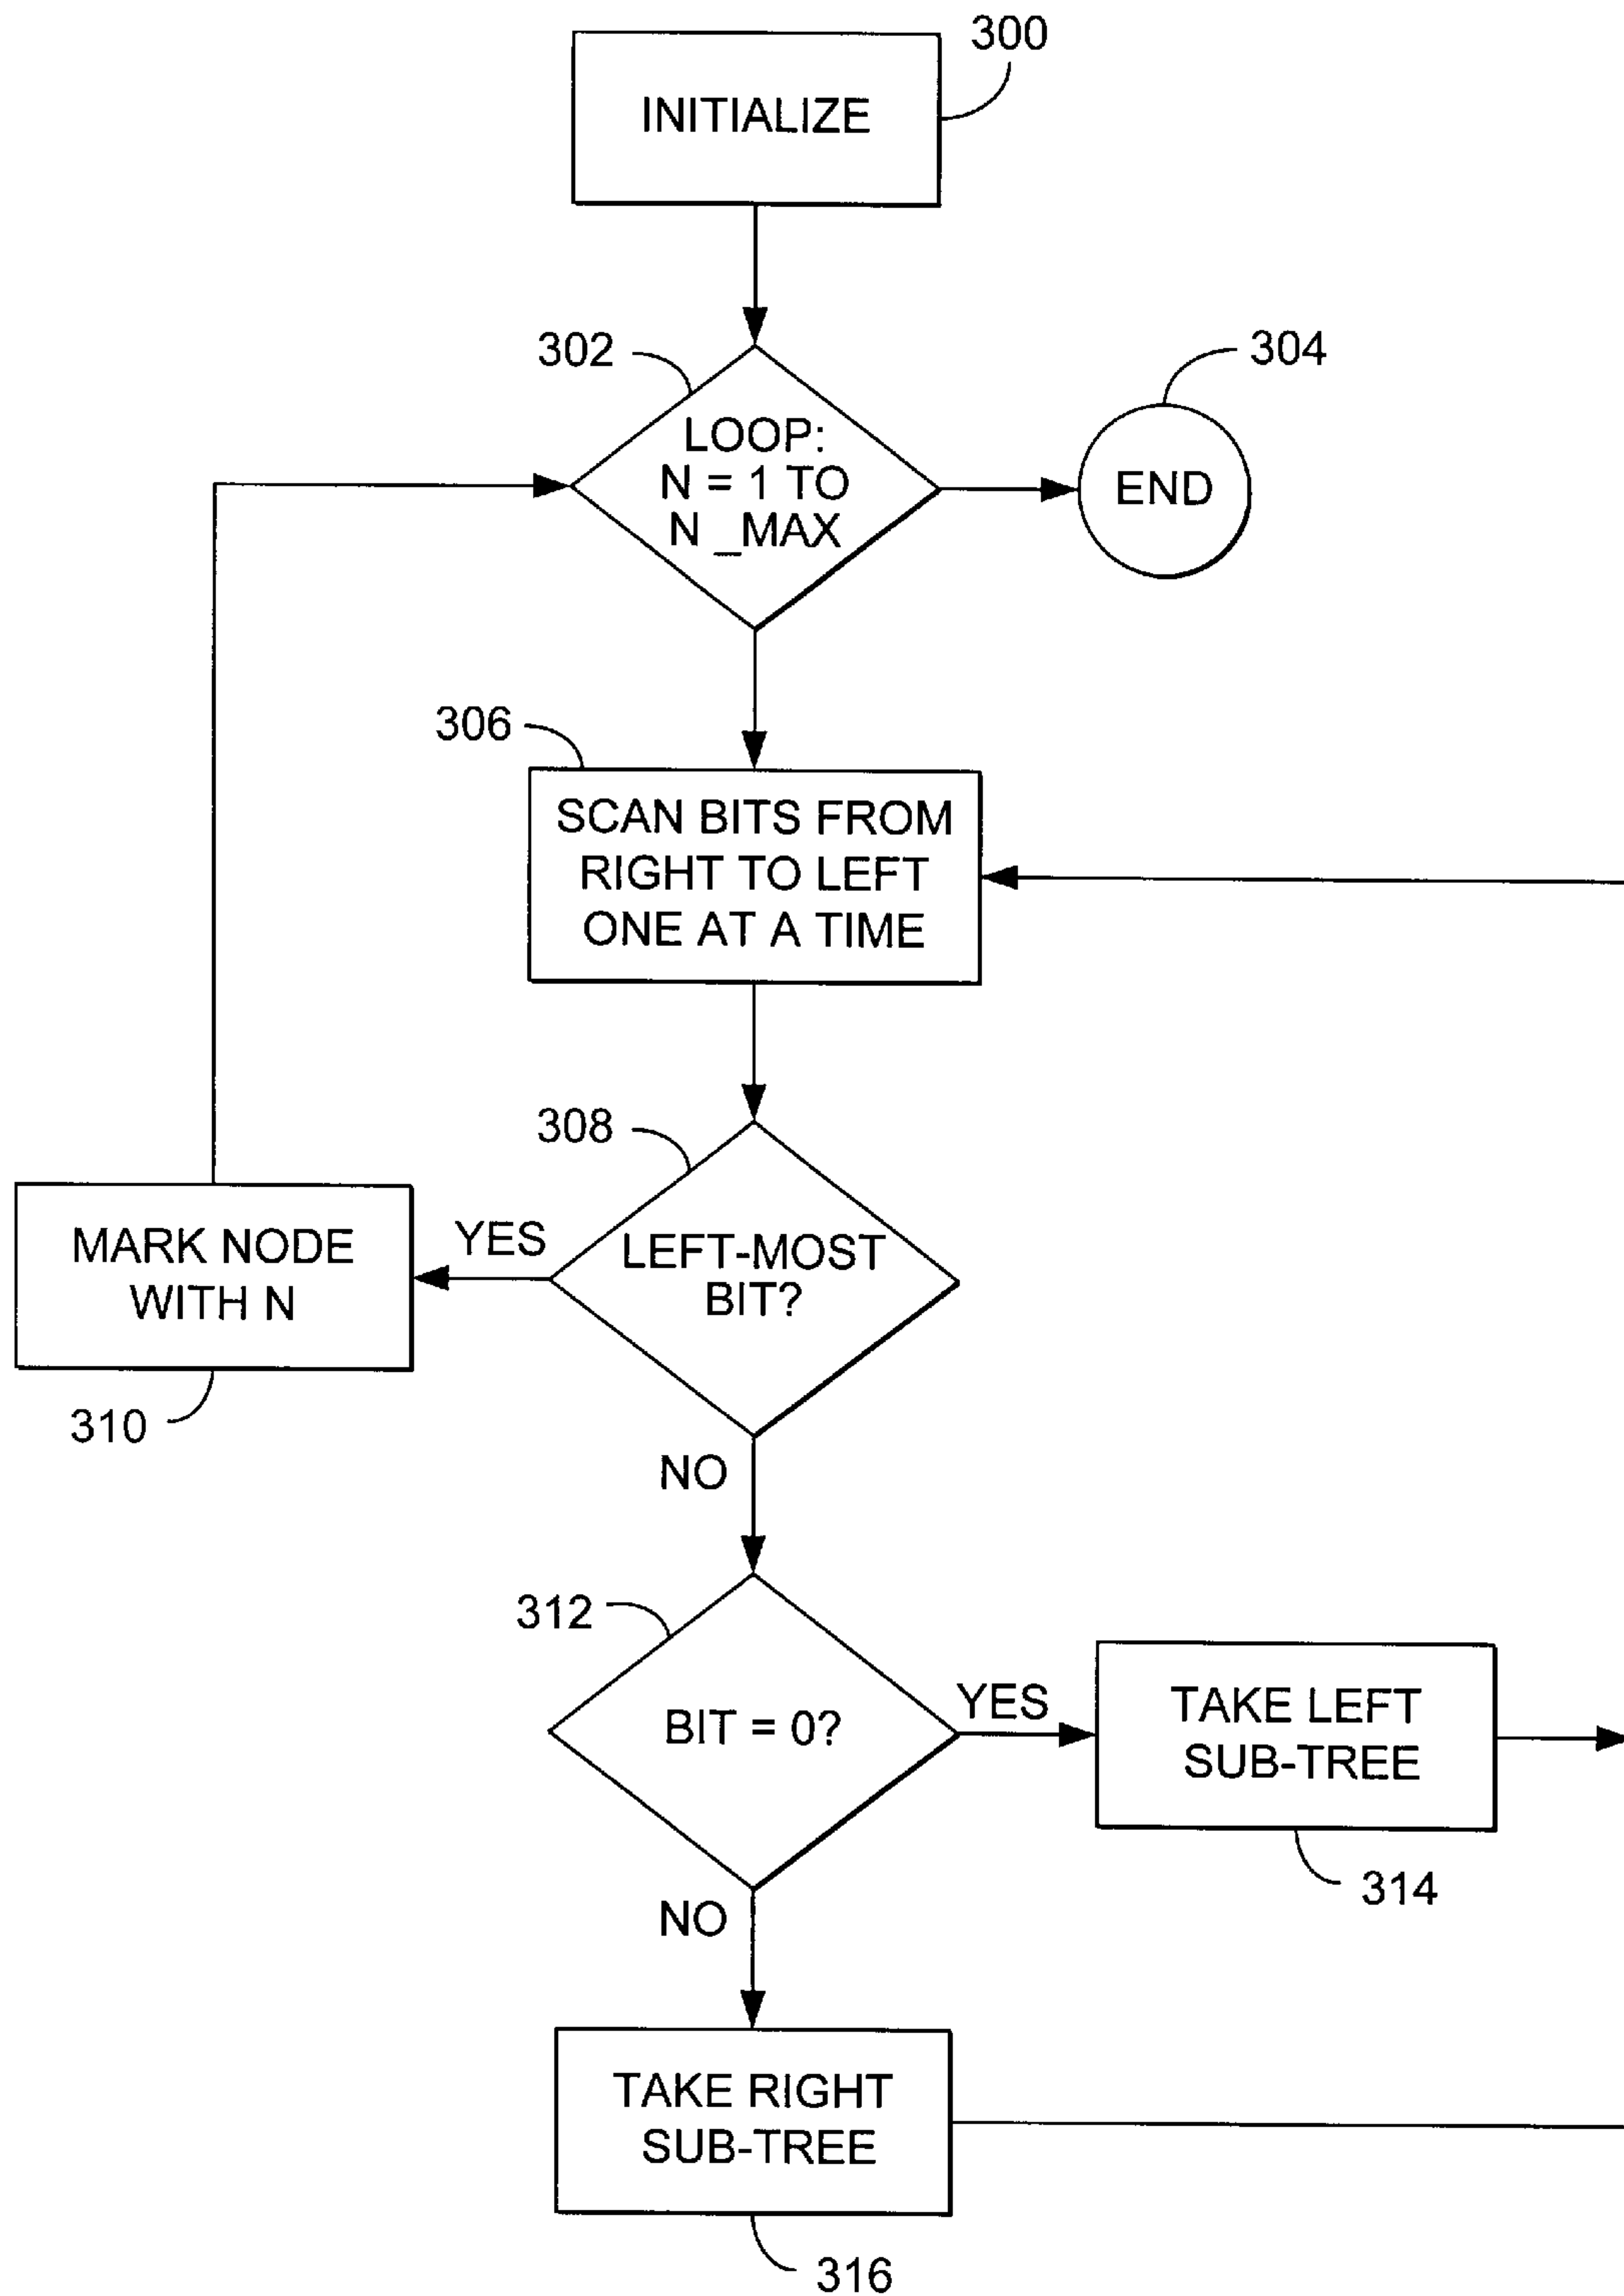 300
INITIALIZE
302
304
LOOP:
N = 1 TO
N _MAX
END
306
SCAN BITS FROM
RIGHT TO LEFT
ONE AT A TIME
308
LEFT-MOST
BIT?
YES
MARK NODE
WITH N
310
NO
312
BIT = 0?
YES
TAKE LEFT
SUB-TREE
314
NO
TAKE RIGHT
SUB-TREE
316